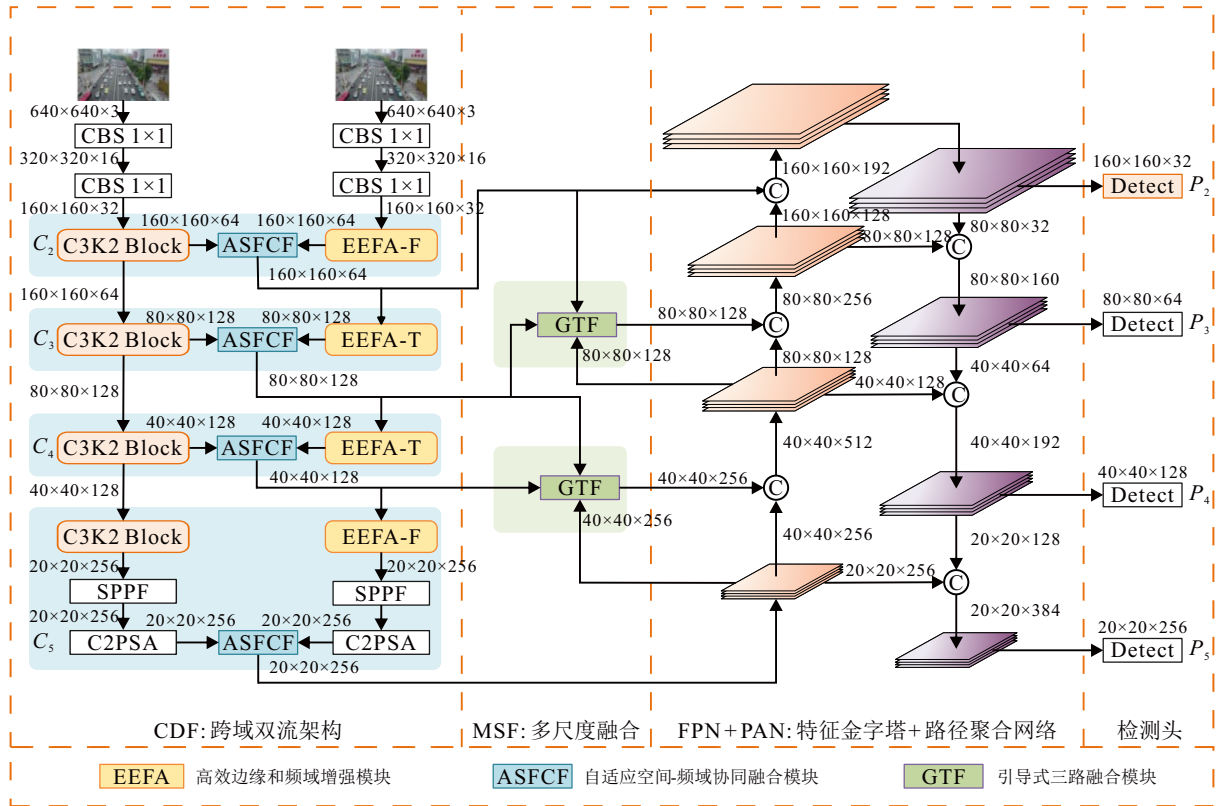 640×640×3
640×640×3
CBS 1×1
CBS 1×1
320×320×16
320×320×16
CBS 1×1
CBS 1×1
160×160×32
160×160×32
160×160×64
160×160×64
C₂
C3K2 Block
ASFCF
EEFA-F
160×160×64
160×160×64
80×80×128
80×80×128
C₃
C3K2 Block
ASFCF
EEFA-T
80×80×128
80×80×128
40×40×128
40×40×128
C₄
C3K2 Block
ASFCF
EEFA-T
40×40×128
40×40×128
C3K2 Block
EEFA-F
20×20×256
20×20×256
SPPF
SPPF
20×20×256
20×20×256
20×20×256
C₅
C2PSA
ASFCF
C2PSA
20×20×256
GTF
80×80×128
80×80×128
GTF
40×40×256
40×40×256
160×160×192
C
160×160×128
80×80×128
80×80×256
C
80×80×128
40×40×128
40×40×512
C
40×40×256
20×20×256
80×80×32
C
80×80×160
40×40×64
C
40×40×192
20×20×128
C
20×20×384
160×160×32
Detect
P₂
80×80×64
Detect
P₃
40×40×128
Detect
P₄
20×20×256
Detect
P₅
CDF:跨域双流架构
MSF:多尺度融合
FPN+PAN:特征金字塔+路径聚合网络
检测头
EEFA
高效边缘和频域增强模块
ASFCF
自适应空间-频域协同融合模块
GTF
引导式三路融合模块